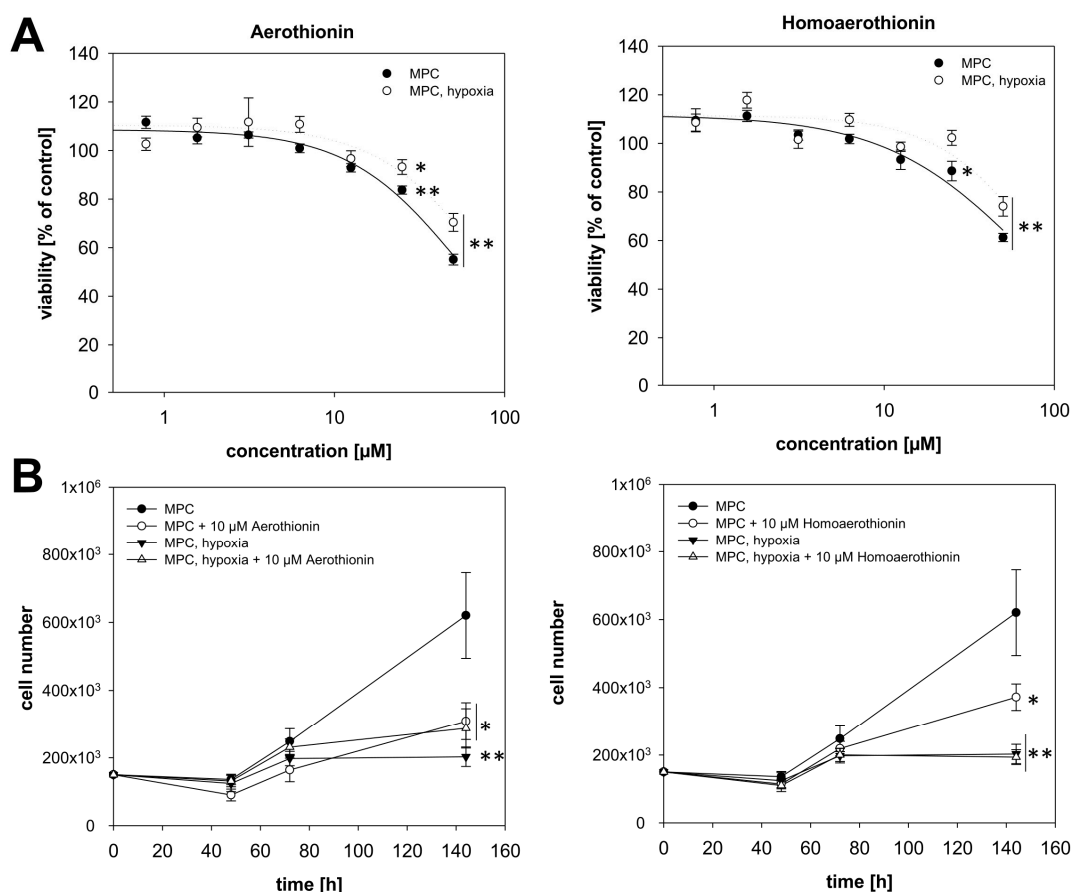 A
Aerothionin
140
120
100
80
60
40
20
0
viability [% of control]
MPC
MPC, hypoxia
*
**
**
1
10
100
concentration [µM]
Homoaerothionin
140
120
100
80
60
40
20
0
viability [% of control]
MPC
MPC, hypoxia
*
**
1
10
100
concentration [µM]
B
1x10⁶
800x10³
600x10³
400x10³
200x10³
0
cell number
MPC
MPC + 10 µM Aerothionin
MPC, hypoxia
MPC, hypoxia + 10 µM Aerothionin
*
**
0 20 40 60 80 100 120 140 160
time [h]
1x10⁶
800x10³
600x10³
400x10³
200x10³
0
cell number
MPC
MPC + 10 µM Homoaerothionin
MPC, hypoxia
MPC, hypoxia + 10 µM Homoaerothionin
*
**
0 20 40 60 80 100 120 140 160
time [h]